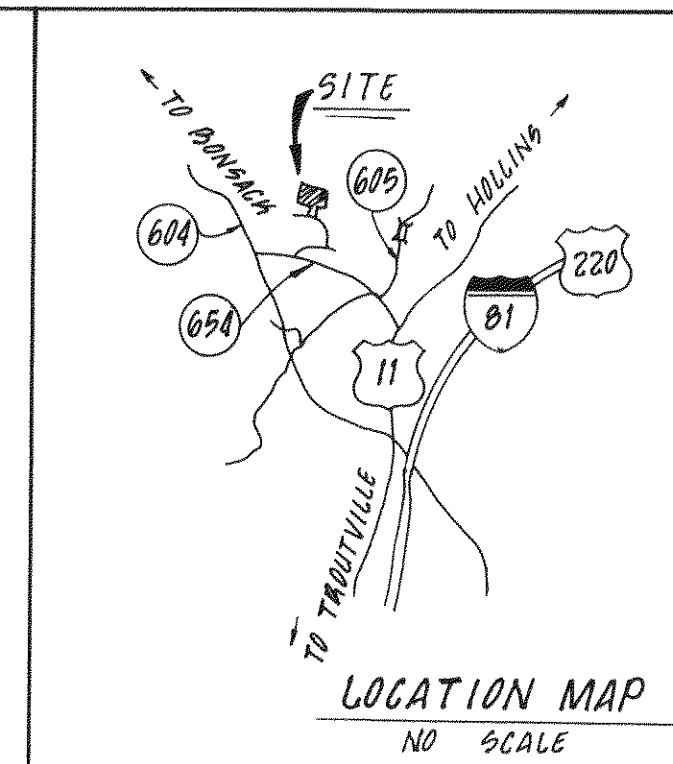 SITE
TO BONSACK
605
TO HOLLINS
604
220
654
81
11
TO TROUTVILLE
LOCATION MAP
NO SCALE